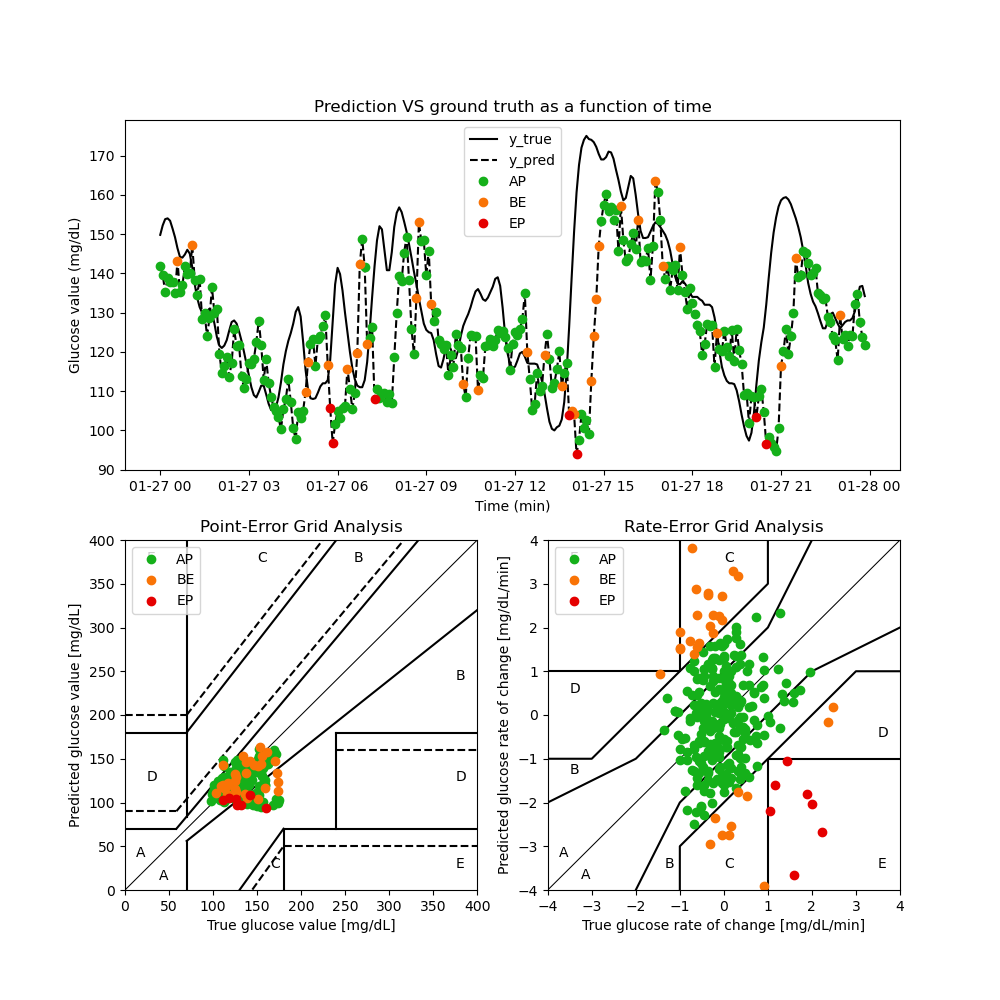 Prediction VS ground truth as a function of time
y_true
y_pred
AP
BE
EP
Glucose value (mg/dL)
170
160
150
140
130
120
110
100
90
01-27 00 01-27 03 01-27 06 01-27 09 01-27 12 01-27 15 01-27 18 01-27 21 01-28 00
Time (min)
Point-Error Grid Analysis
AP
BE
EP
C
B
B
D
D
A
A
C
E
Predicted glucose value [mg/dL]
400
350
300
250
200
150
100
50
0
0 50 100 150 200 250 300 350 400
True glucose value [mg/dL]
Rate-Error Grid Analysis
AP
BE
EP
C
D
D
B
A
A
B
C
E
Predicted glucose rate of change [mg/dL/min]
4
3
2
1
0
−1
−2
−3
−4
−4 −3 −2 −1 0 1 2 3 4
True glucose rate of change [mg/dL/min]